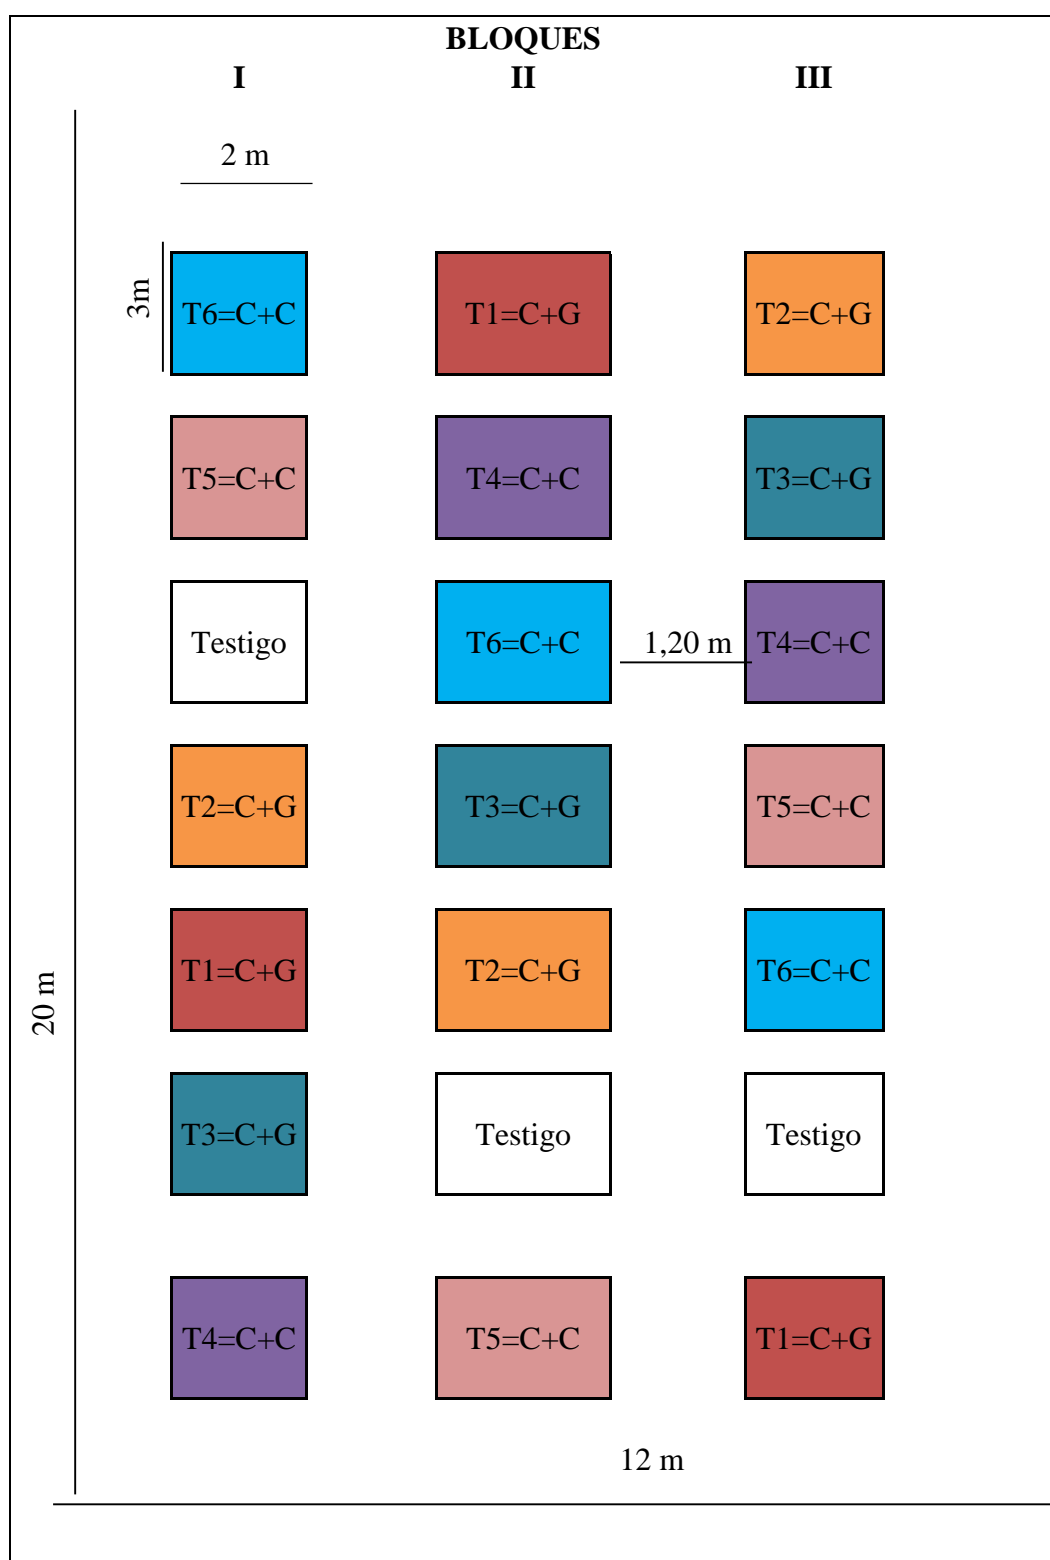 BLOQUES
I II III
2 m
3m
T6=C+C T1=C+G T2=C+G
T5=C+C T4=C+C T3=C+G
Testigo T6=C+C 1,20 m T4=C+C
T2=C+G T3=C+G T5=C+C
T1=C+G T2=C+G T6=C+C
20 m
T3=C+G Testigo Testigo
T4=C+C T5=C+C T1=C+G
12 m